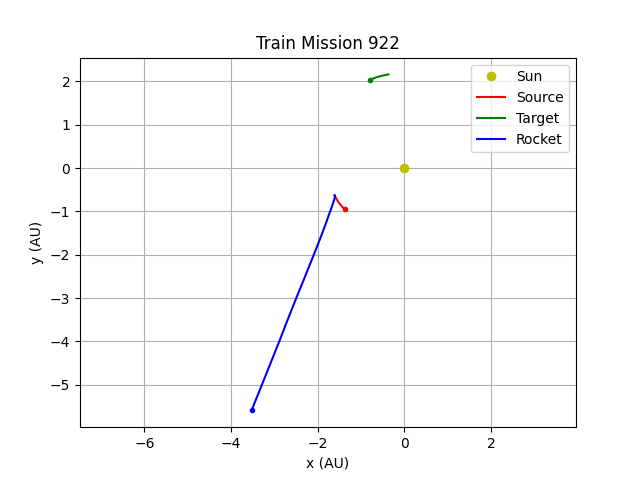 Train Mission 922
Sun
Source
Target
Rocket
2
1
0
−1
−2
−3
−4
−5
y (AU)
−6
−4
−2
0
2
x (AU)